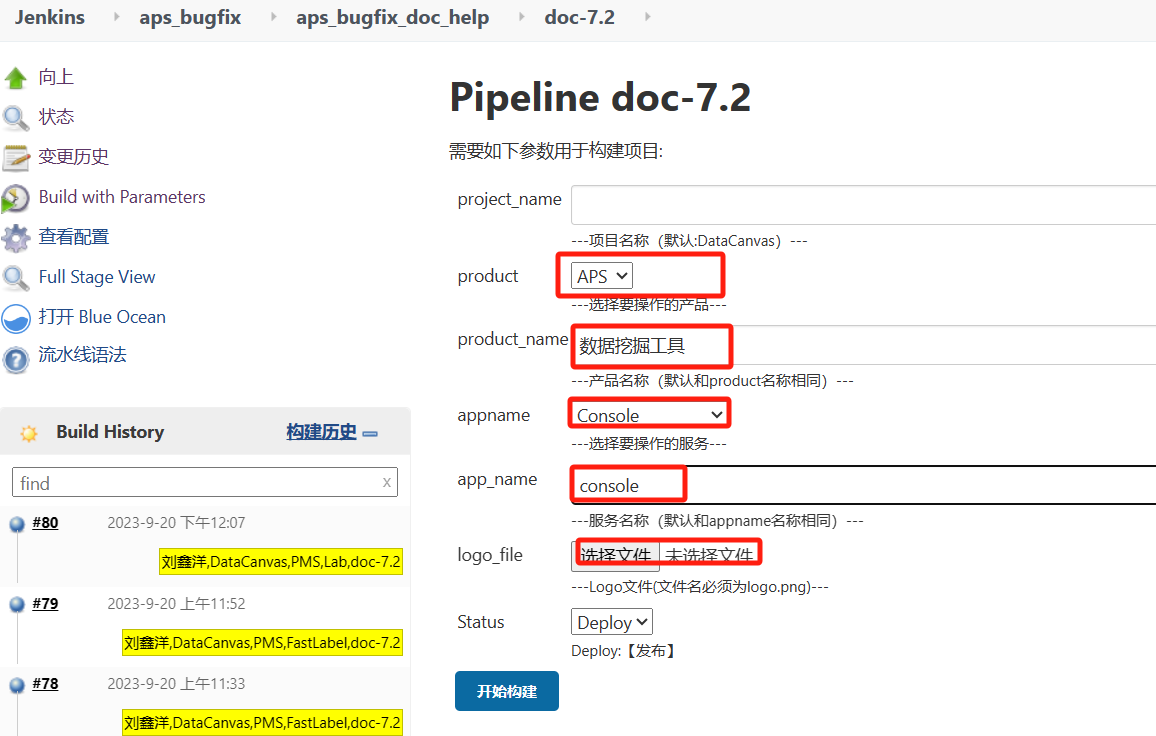 Jenkins aps_bugfix aps_bugfix_doc_help doc-7.2
向上
状态
变更历史
Build with Parameters
查看配置
Full Stage View
打开 Blue Ocean
流水线语法
Build History 构建历史
find x
#80 2023-9-20 下午12:07
刘鑫洋,DataCanvas,PMS,Lab,doc-7.2
#79 2023-9-20 上午11:52
刘鑫洋,DataCanvas,PMS,FastLabel,doc-7.2
#78 2023-9-20 上午11:33
刘鑫洋,DataCanvas,PMS,FastLabel,doc-7.2
Pipeline doc-7.2
需要如下参数用于构建项目:
project_name
---项目名称（默认:DataCanvas）---
product APS
---选择要操作的产品---
product_name 数据挖掘工具
---产品名称（默认和product名称相同）---
appname Console
---选择要操作的服务---
app_name console
---服务名称（默认和appname名称相同）---
logo_file 选择文件 未选择文件
---Logo文件(文件名必须为logo.png)---
Status Deploy
Deploy:【发布】
开始构建